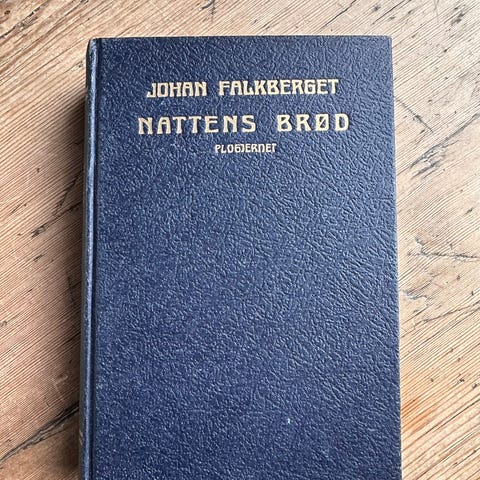 JOHAN FALKBERGET
NATTENS BRØD
PLOGJERNET